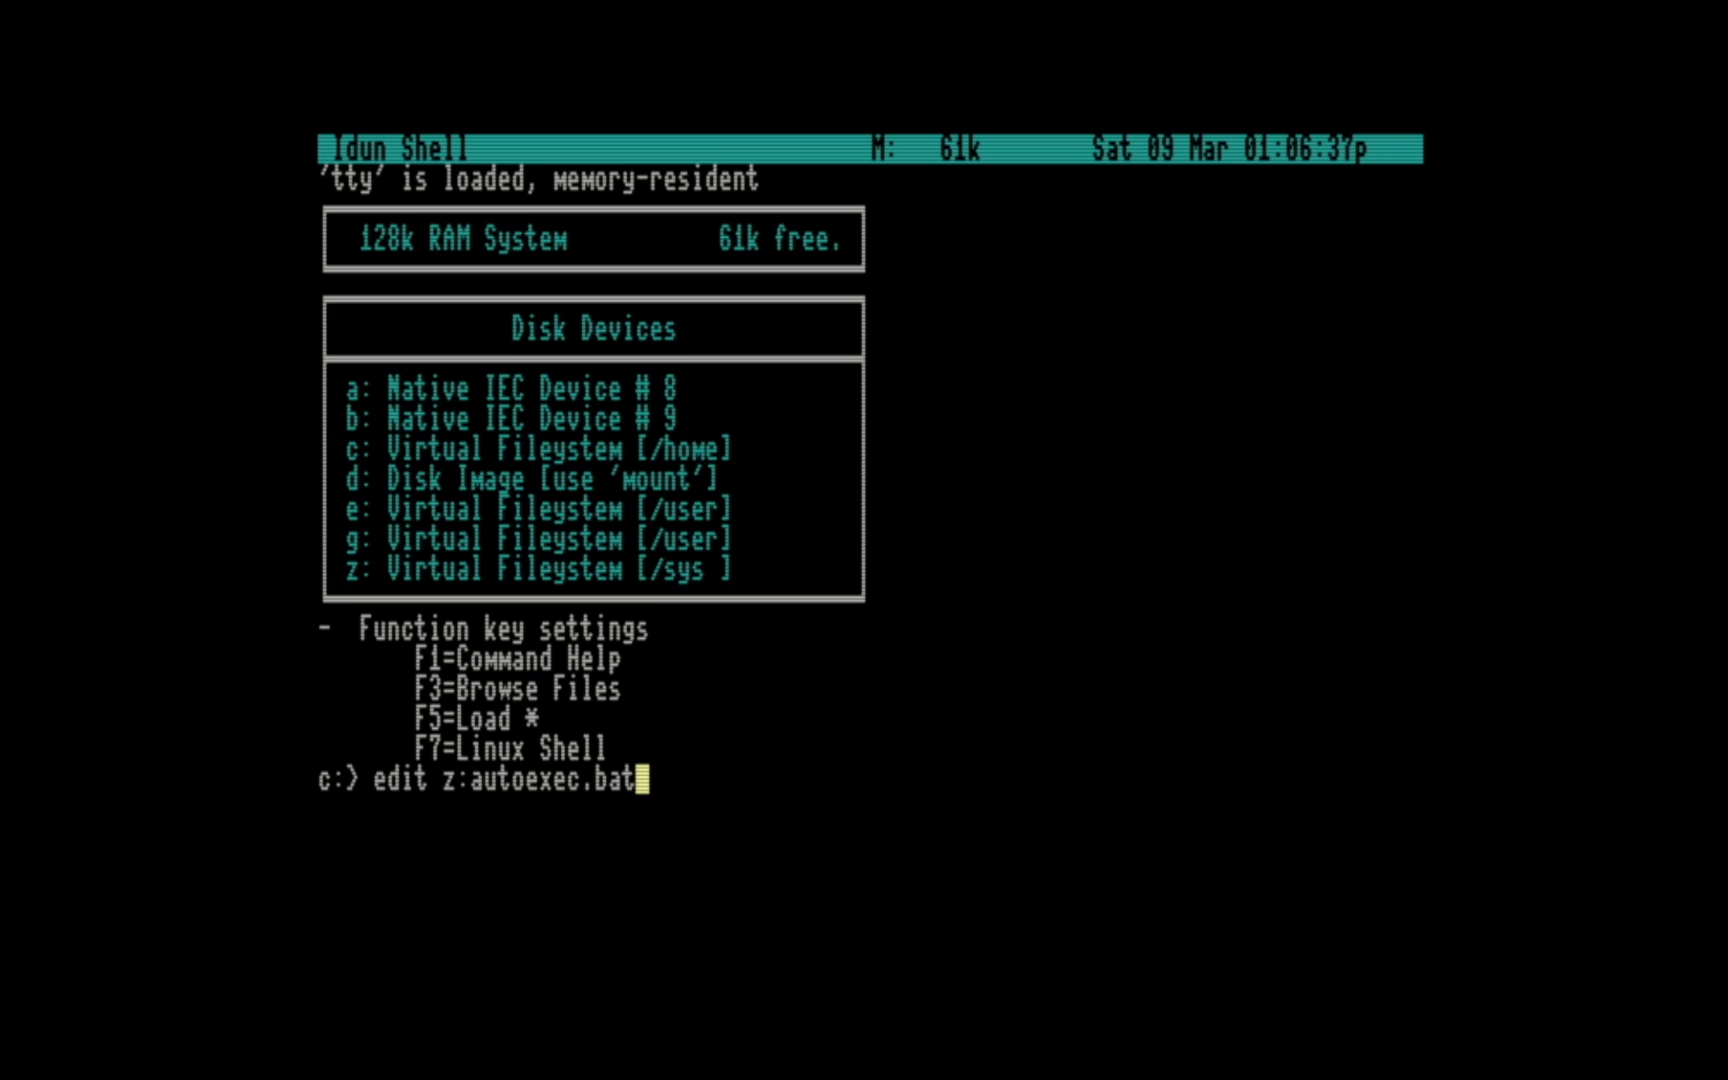 Idun Shell M: 61k Sat 09 Mar 01:06:37p
'tty' is loaded, memory-resident
128k RAM System 61k free.
Disk Devices
a: Native IEC Device # 8
b: Native IEC Device # 9
c: Virtual Fileystem [/home]
d: Disk Image [use 'mount']
e: Virtual Fileystem [/user]
g: Virtual Fileystem [/user]
z: Virtual Fileystem [/sys ]
- Function key settings
F1=Command Help
F3=Browse Files
F5=Load *
F7=Linux Shell
c:> edit z:autoexec.bat